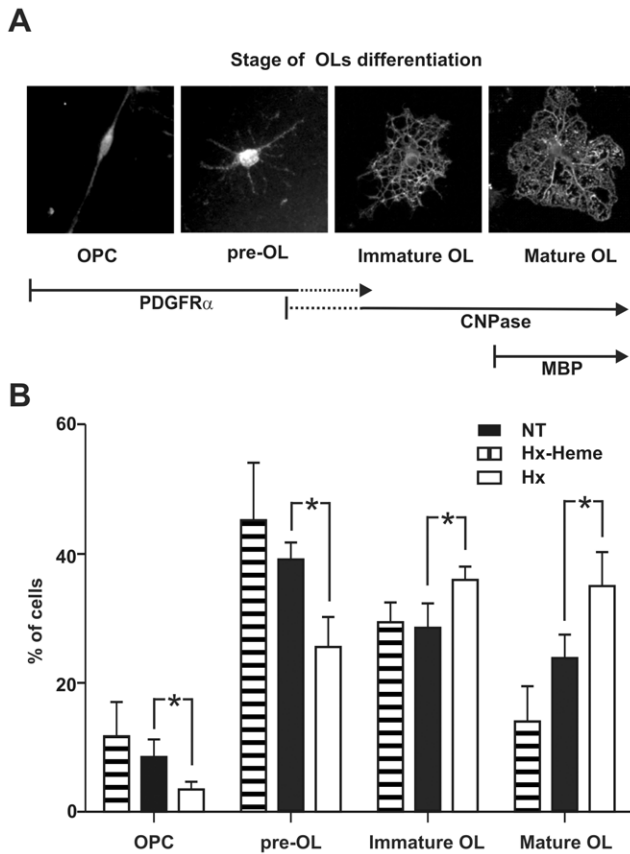 A
Stage of OLs differentiation
OPC pre-OL Immature OL Mature OL
PDGFRα
CNPase
MBP
B
60
40
20
0
% of cells
NT
Hx-Heme
Hx
*
*
*
*
OPC pre-OL Immature OL Mature OL